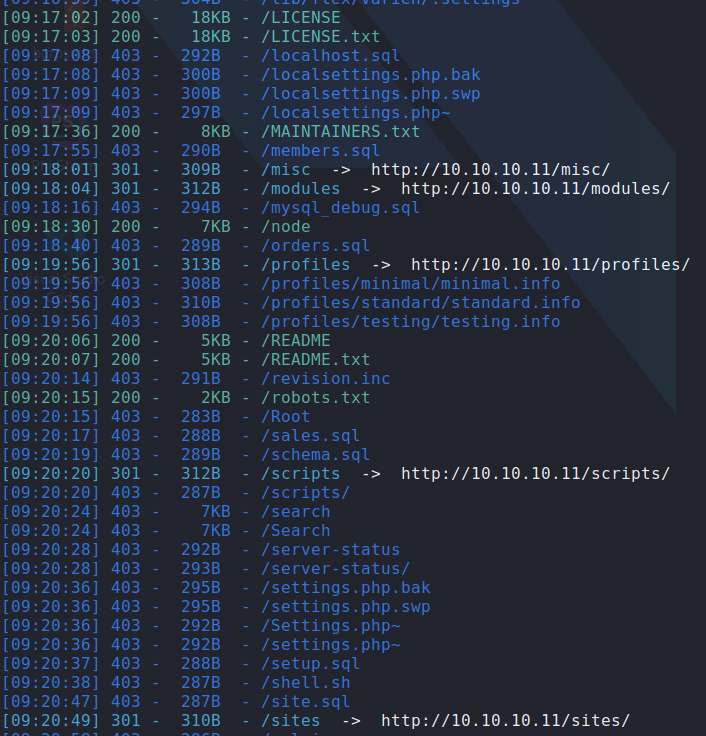 [09:17:02] 200 - 18KB - /LICENSE
[09:17:03] 200 - 18KB - /LICENSE.txt
[09:17:08] 403 - 292B - /localhost.sql
[09:17:08] 403 - 300B - /localsettings.php.bak
[09:17:09] 403 - 300B - /localsettings.php.swp
[09:17:09] 403 - 297B - /localsettings.php~
[09:17:36] 200 - 8KB - /MAINTAINERS.txt
[09:17:55] 403 - 290B - /members.sql
[09:18:01] 301 - 309B - /misc -> http://10.10.10.11/misc/
[09:18:04] 301 - 312B - /modules -> http://10.10.10.11/modules/
[09:18:16] 403 - 294B - /mysql_debug.sql
[09:18:30] 200 - 7KB - /node
[09:18:40] 403 - 289B - /orders.sql
[09:19:56] 301 - 313B - /profiles -> http://10.10.10.11/profiles/
[09:19:56] 403 - 308B - /profiles/minimal/minimal.info
[09:19:56] 403 - 310B - /profiles/standard/standard.info
[09:19:56] 403 - 308B - /profiles/testing/testing.info
[09:20:06] 200 - 5KB - /README
[09:20:07] 200 - 5KB - /README.txt
[09:20:14] 403 - 291B - /revision.inc
[09:20:15] 200 - 2KB - /robots.txt
[09:20:15] 403 - 283B - /Root
[09:20:17] 403 - 288B - /sales.sql
[09:20:19] 403 - 289B - /schema.sql
[09:20:20] 301 - 312B - /scripts -> http://10.10.10.11/scripts/
[09:20:20] 403 - 287B - /scripts/
[09:20:24] 403 - 7KB - /search
[09:20:24] 403 - 7KB - /Search
[09:20:28] 403 - 292B - /server-status
[09:20:28] 403 - 293B - /server-status/
[09:20:36] 403 - 295B - /settings.php.bak
[09:20:36] 403 - 295B - /settings.php.swp
[09:20:36] 403 - 292B - /Settings.php~
[09:20:36] 403 - 292B - /settings.php~
[09:20:37] 403 - 288B - /setup.sql
[09:20:38] 403 - 287B - /shell.sh
[09:20:47] 403 - 287B - /site.sql
[09:20:49] 301 - 310B - /sites -> http://10.10.10.11/sites/